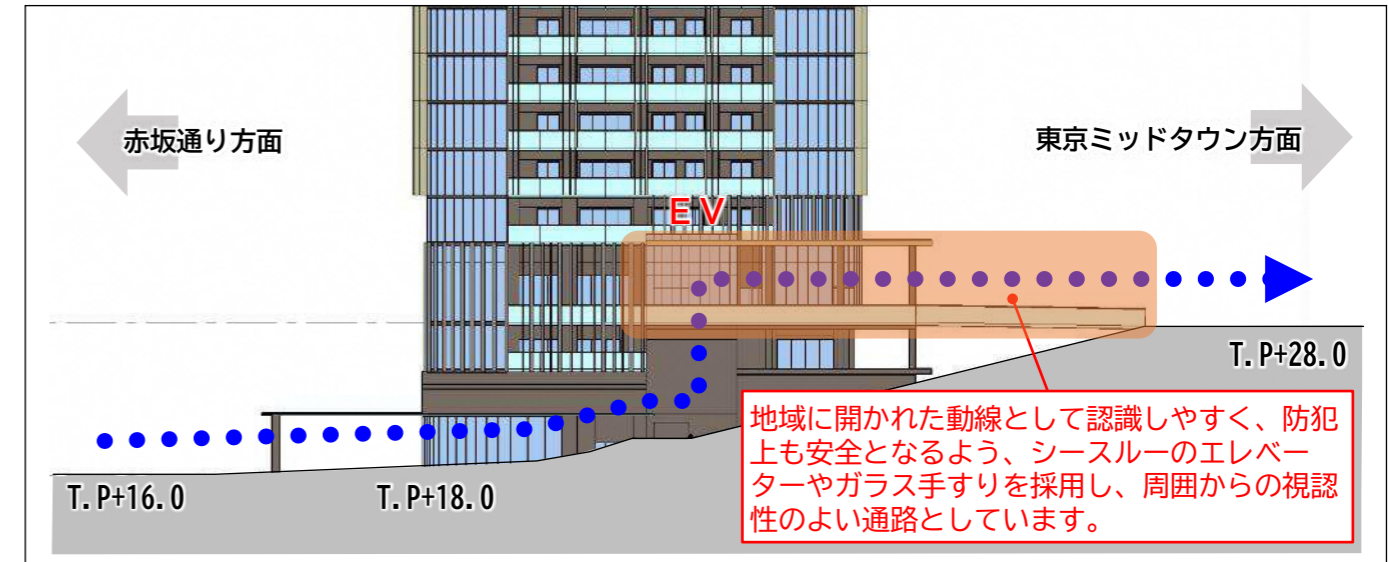 赤坂通り方面
東京ミッドタウン方面
EV
T.P+28.0
地域に開かれた動線として認識しやすく、防犯
上も安全となるよう、シースルーのエレベー
ターやガラス手すりを採用し、周囲からの視認
性のよい通路としています。
T.P+16.0
T.P+18.0